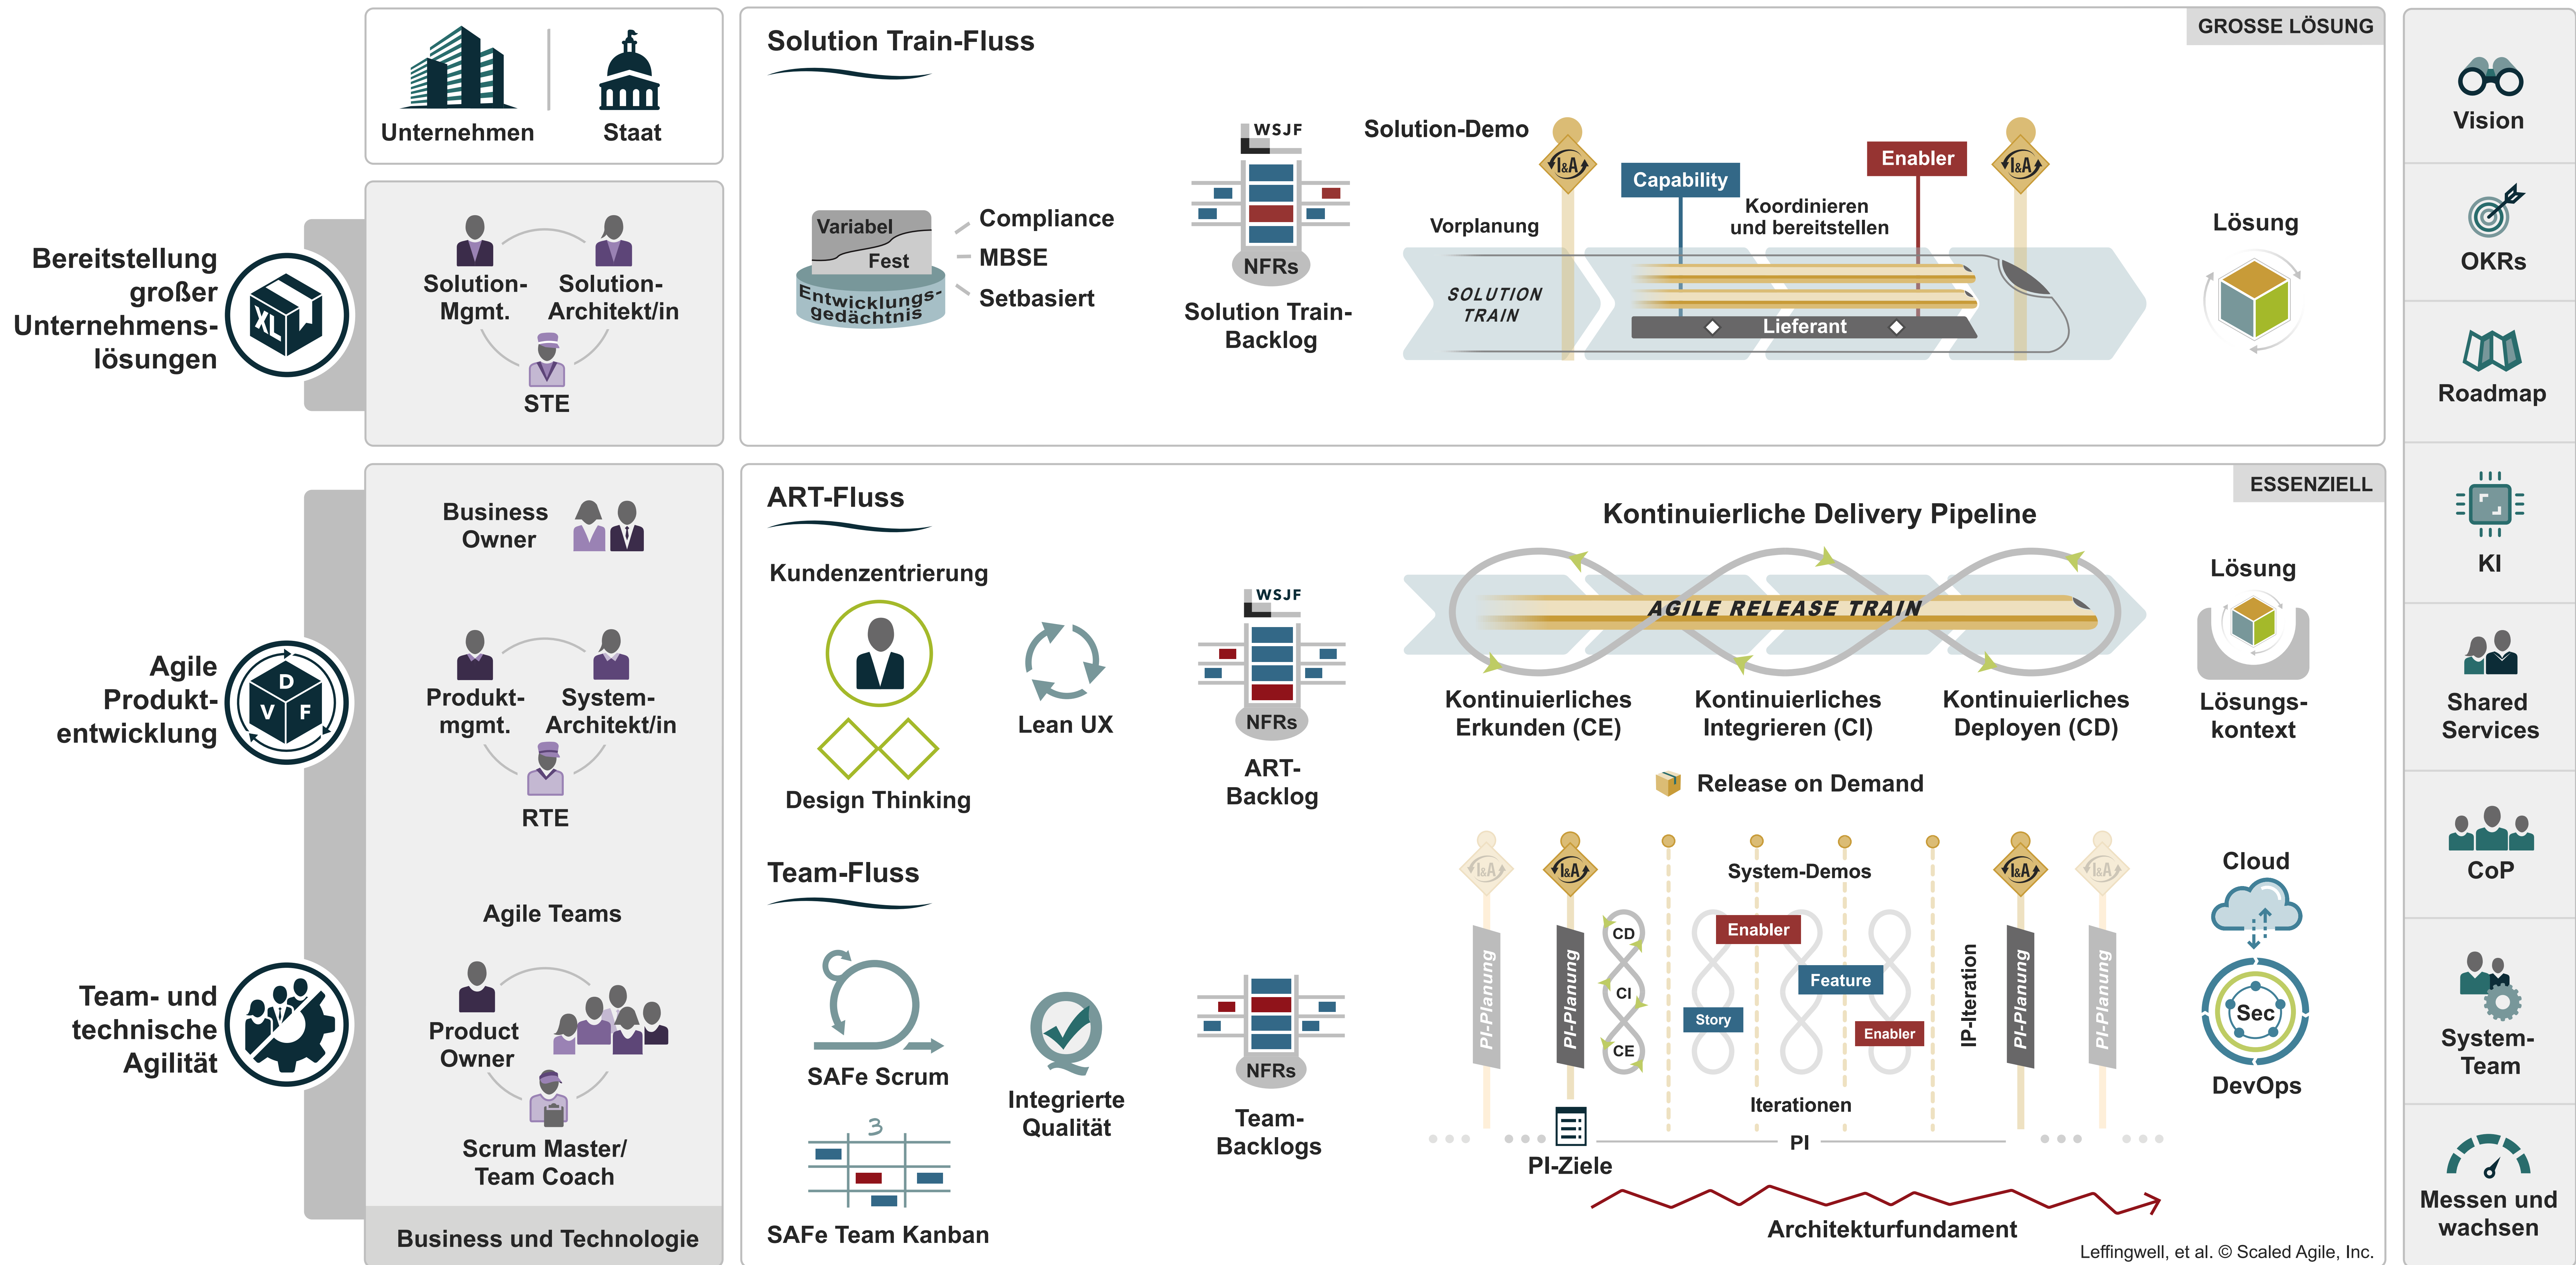 Unternehmen
Staat
Bereitstellung
großer
Unternehmens-
lösungen
XL
Solution-
Mgmt.
Solution-
Architekt/in
STE
GROSSE LÖSUNG
Solution Train-Fluss
Variabel
Fest
Entwicklungs-
gedächtnis
Compliance
MBSE
Setbasiert
WSJF
NFRs
Solution Train-
Backlog
Solution-Demo
I&A
Capability
Enabler
I&A
Vorplanung
Koordinieren
und bereitstellen
SOLUTION
TRAIN
Lieferant
Lösung
Agile
Produkt-
entwicklung
D
V
F
Business
Owner
Produkt-
mgmt.
System-
Architekt/in
RTE
Team- und
technische
Agilität
Agile Teams
Product
Owner
Scrum Master/
Team Coach
Business und Technologie
ESSENZIELL
ART-Fluss
Kundenzentrierung
Design Thinking
Lean UX
WSJF
NFRs
ART-
Backlog
Kontinuierliche Delivery Pipeline
AGILE RELEASE TRAIN
Kontinuierliches
Erkunden (CE)
Kontinuierliches
Integrieren (CI)
Kontinuierliches
Deployen (CD)
Release on Demand
Lösung
Lösungs-
kontext
Team-Fluss
SAFe Scrum
3
SAFe Team Kanban
Integrierte
Qualität
NFRs
Team-
Backlogs
I&A
I&A
System-Demos
I&A
I&A
PI-Planung
PI-Planung
CD
CI
CE
Enabler
Feature
Story
Enabler
IP-Iteration
PI-Planung
PI-Planung
Iterationen
PI
PI-Ziele
Architekturfundament
Cloud
Sec
DevOps
Leffingwell, et al. © Scaled Agile, Inc.
Vision
OKRs
Roadmap
KI
Shared
Services
CoP
System-
Team
Messen und
wachsen